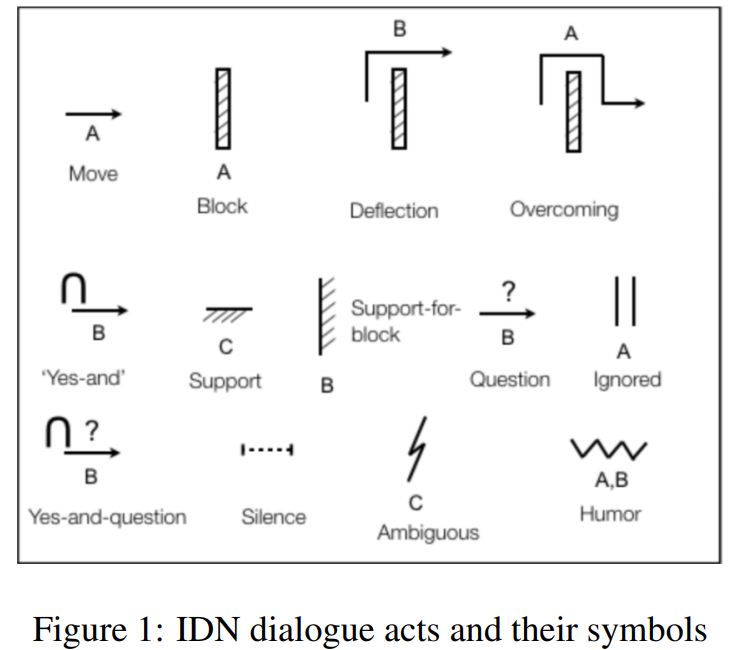 B
A
A
Move
A
Block
Deflection
Overcoming
B
'Yes-and'
C
Support
B
Support-for-
block
?
B
Question
A
Ignored
?
B
Yes-and-question
Silence
C
Ambiguous
A,B
Humor
Figure 1: IDN dialogue acts and their symbols